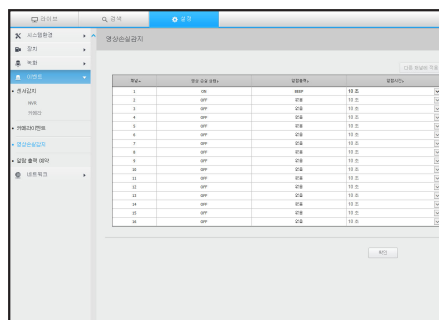 라이브
검색
설정
시스템환경
장치
녹화
이벤트
센서감지
NVR
카메라
카메라이벤트
영상손실감지
알람 출력 예약
네트워크
영상손실감지
채널 영상 손실 상태 알람출력 알람시간
1 ON BEEP 10 초
2 OFF 없음 10 초
3 OFF 없음 10 초
4 OFF 없음 10 초
5 OFF 없음 10 초
6 OFF 없음 10 초
7 OFF 없음 10 초
8 OFF 없음 10 초
9 OFF 없음 10 초
10 OFF 없음 10 초
11 OFF 없음 10 초
12 OFF 없음 10 초
13 OFF 없음 10 초
14 OFF 없음 10 초
15 OFF 없음 10 초
16 OFF 없음 10 초
확인